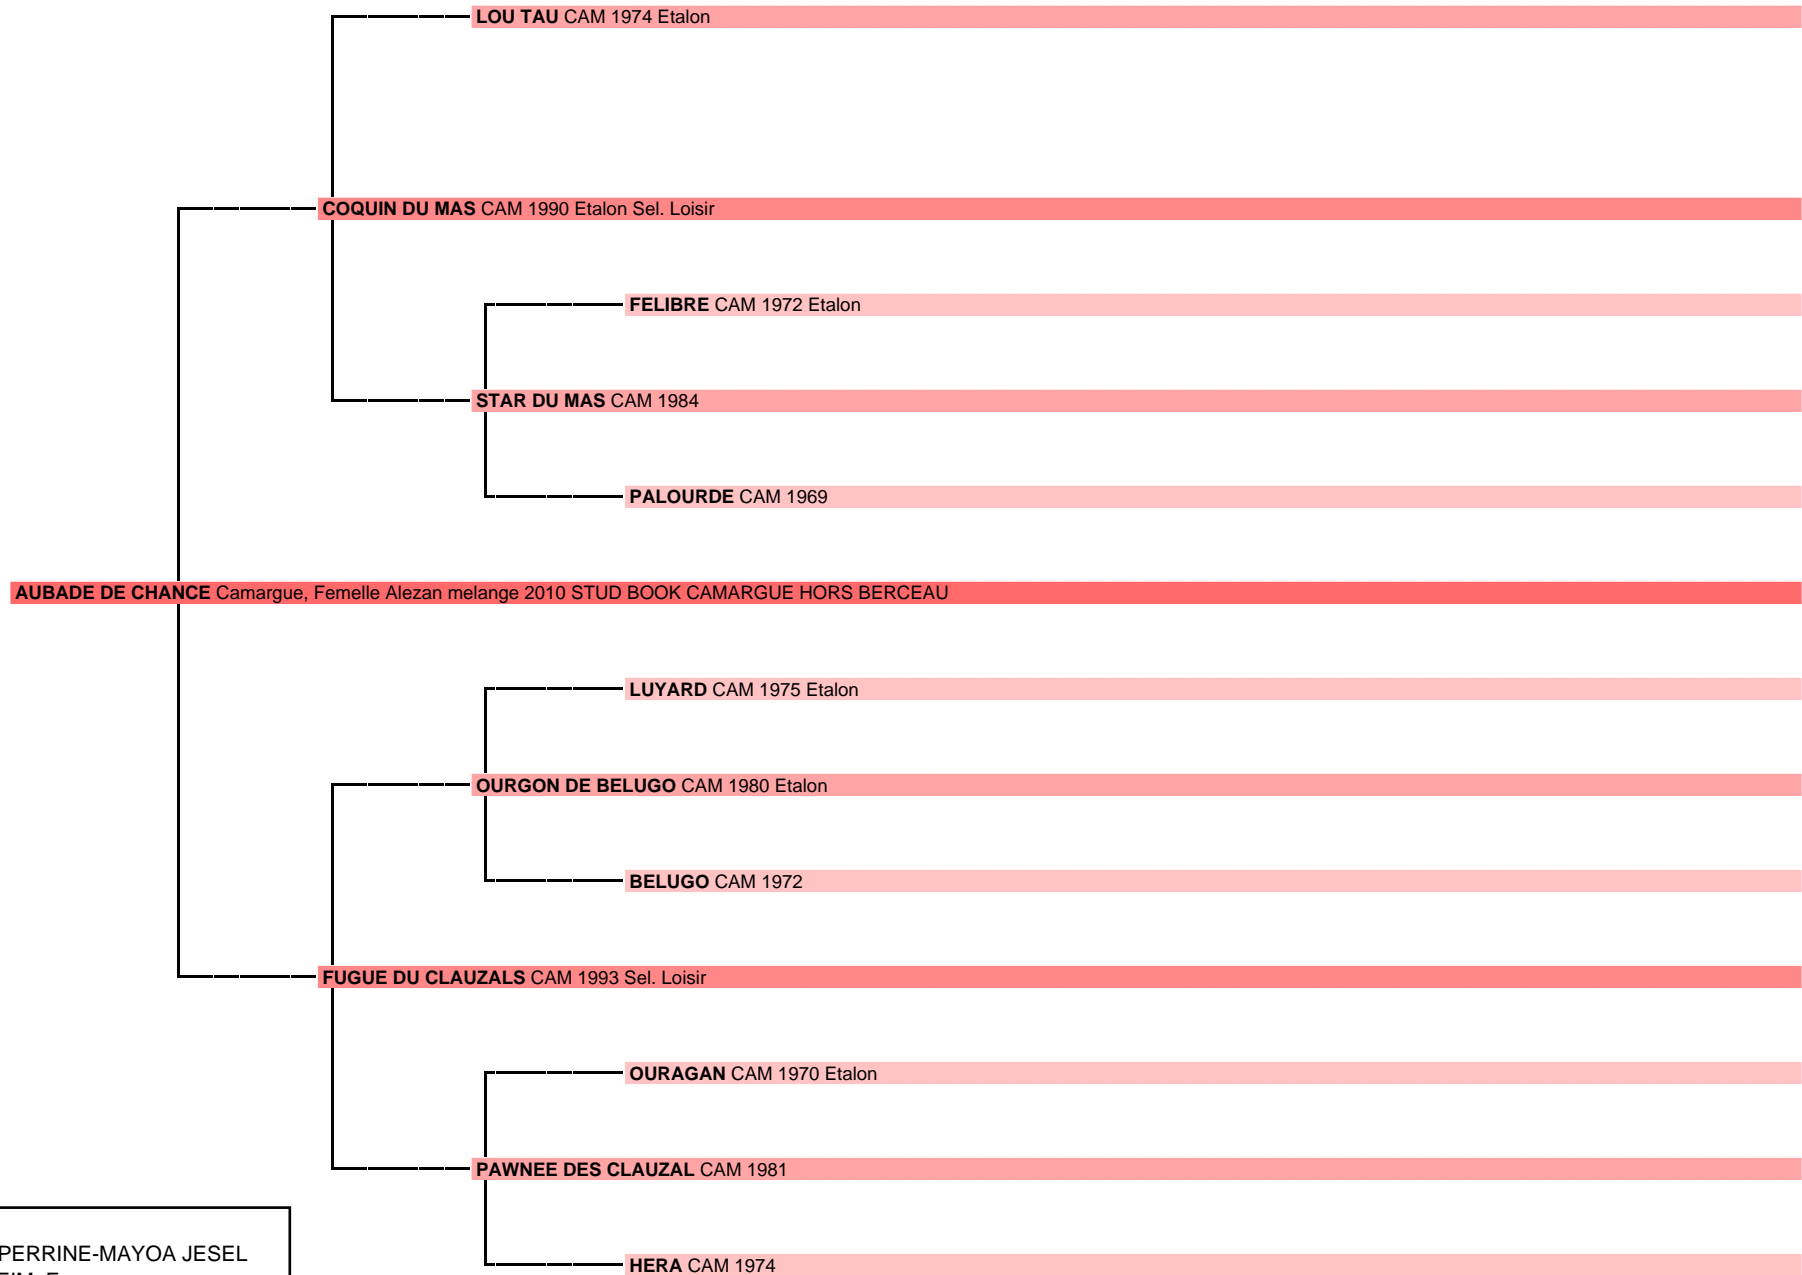 LOU TAU CAM 1974 Etalon
COQUIN DU MAS CAM 1990 Etalon Sel. Loisir
FELIBRE CAM 1972 Etalon
STAR DU MAS CAM 1984
PALOURDE CAM 1969
AUBADE DE CHANCE Camargue, Femelle Alezan melange 2010 STUD BOOK CAMARGUE HORS BERCEAU
LUYARD CAM 1975 Etalon
OURGON DE BELUGO CAM 1980 Etalon
BELUGO CAM 1972
FUGUE DU CLAUZALS CAM 1993 Sel. Loisir
OURAGAN CAM 1970 Etalon
PAWNEE DES CLAUZAL CAM 1981
PERRINE-MAYOA JESEL
HERA CAM 1974